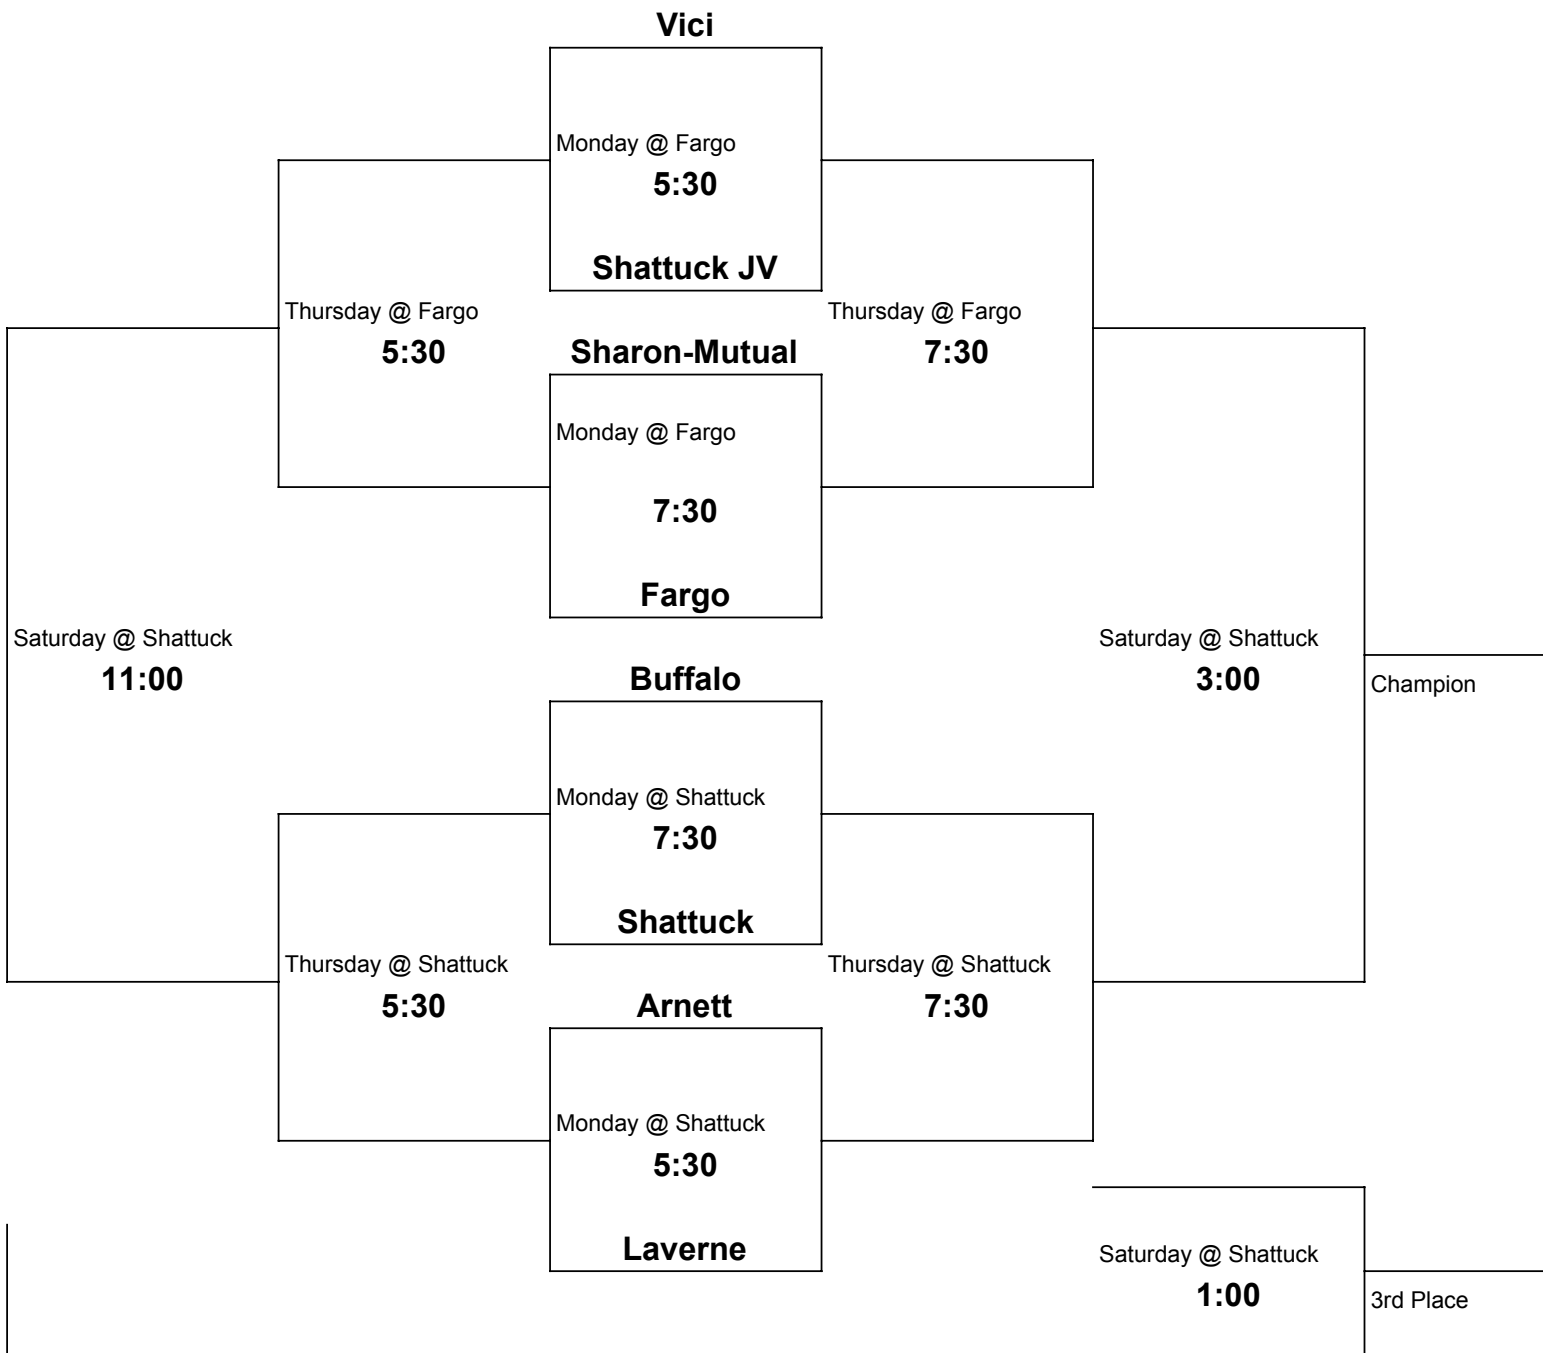 Vici
Monday @ Fargo
5:30
Shattuck JV
Thursday @ Fargo
5:30
Thursday @ Fargo
7:30
Sharon-Mutual
Monday @ Fargo
7:30
Fargo
Saturday @ Shattuck
11:00
Saturday @ Shattuck
3:00
Champion
Buffalo
Monday @ Shattuck
7:30
Shattuck
Thursday @ Shattuck
5:30
Thursday @ Shattuck
7:30
Arnett
Monday @ Shattuck
5:30
Laverne
Saturday @ Shattuck
1:00
3rd Place